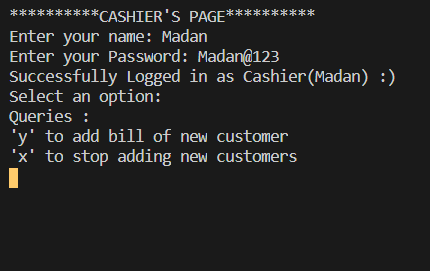 **********CASHIER'S PAGE**********
Enter your name: Madan
Enter your Password: Madan@123
Successfully Logged in as Cashier(Madan) :)
Select an option:
Queries :
'y' to add bill of new customer
'x' to stop adding new customers